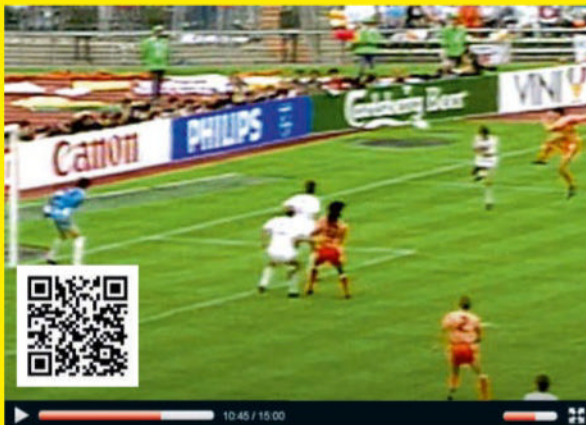 Canon
PHILIPS
Carlsberg Beer
VINI
2
10:45 / 15:00